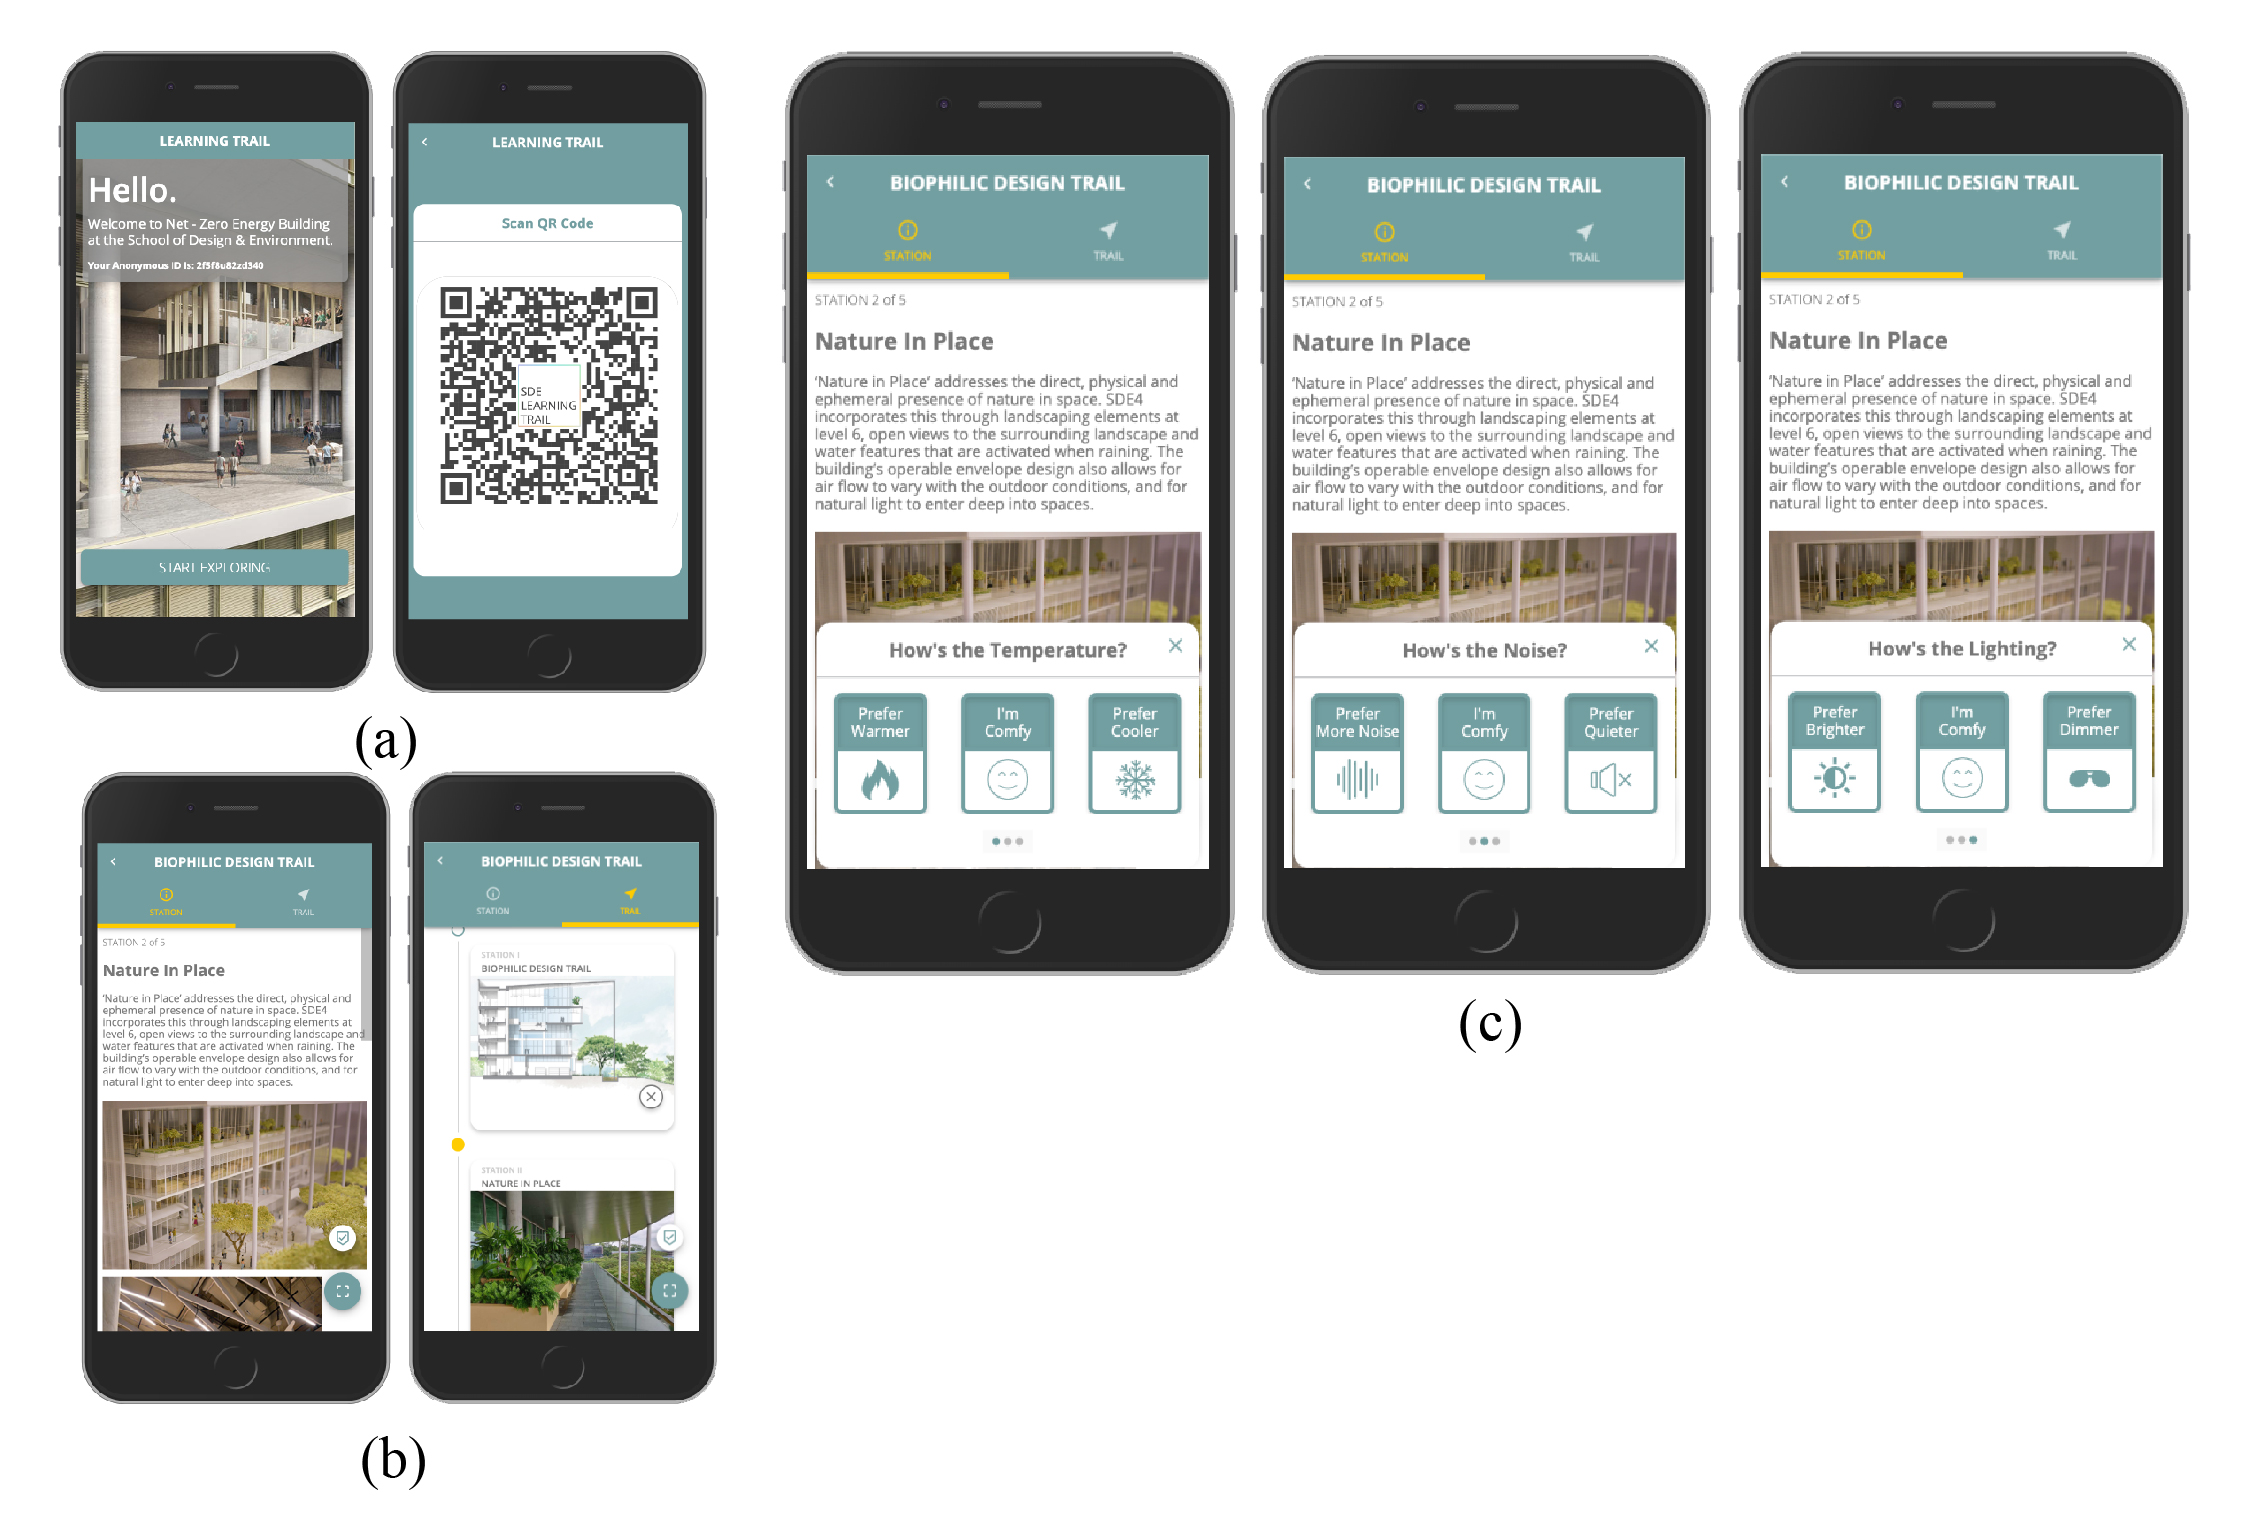 LEARNING TRAIL
Hello.
Welcome to Net - Zero Energy Building
at the School of Design & Environment.
Your Anonymous ID is: 2f5f8u82zd340
START EXPLORING
LEARNING TRAIL
Scan QR Code
SDE
LEARNING
TRAIL
(a)
BIOPHILIC DESIGN TRAIL
STATION
TRAIL
STATION 2 of 5
Nature In Place
‘Nature in Place’ addresses the direct, physical and
ephemeral presence of nature in space. SDE4
incorporates this through landscaping elements at
level 6, open views to the surrounding landscape and
water features that are activated when raining. The
building’s operable envelope design also allows for
air flow to vary with the outdoor conditions, and for
natural light to enter deep into spaces.
BIOPHILIC DESIGN TRAIL
STATION
TRAIL
STATION I
BIOPHILIC DESIGN TRAIL
STATION II
NATURE IN PLACE
(b)
BIOPHILIC DESIGN TRAIL
STATION
TRAIL
STATION 2 of 5
Nature In Place
‘Nature in Place’ addresses the direct, physical and
ephemeral presence of nature in space. SDE4
incorporates this through landscaping elements at
level 6, open views to the surrounding landscape and
water features that are activated when raining. The
building’s operable envelope design also allows for
air flow to vary with the outdoor conditions, and for
natural light to enter deep into spaces.
How's the Temperature?
Prefer
Warmer
I'm
Comfy
Prefer
Cooler
BIOPHILIC DESIGN TRAIL
STATION
TRAIL
STATION 2 of 5
Nature In Place
‘Nature in Place’ addresses the direct, physical and
ephemeral presence of nature in space. SDE4
incorporates this through landscaping elements at
level 6, open views to the surrounding landscape and
water features that are activated when raining. The
building’s operable envelope design also allows for
air flow to vary with the outdoor conditions, and for
natural light to enter deep into spaces.
How's the Noise?
Prefer
More Noise
I'm
Comfy
Prefer
Quieter
BIOPHILIC DESIGN TRAIL
STATION
TRAIL
STATION 2 of 5
Nature In Place
‘Nature in Place’ addresses the direct, physical and
ephemeral presence of nature in space. SDE4
incorporates this through landscaping elements at
level 6, open views to the surrounding landscape and
water features that are activated when raining. The
building’s operable envelope design also allows for
air flow to vary with the outdoor conditions, and for
natural light to enter deep into spaces.
How's the Lighting?
Prefer
Brighter
I'm
Comfy
Prefer
Dimmer
(c)